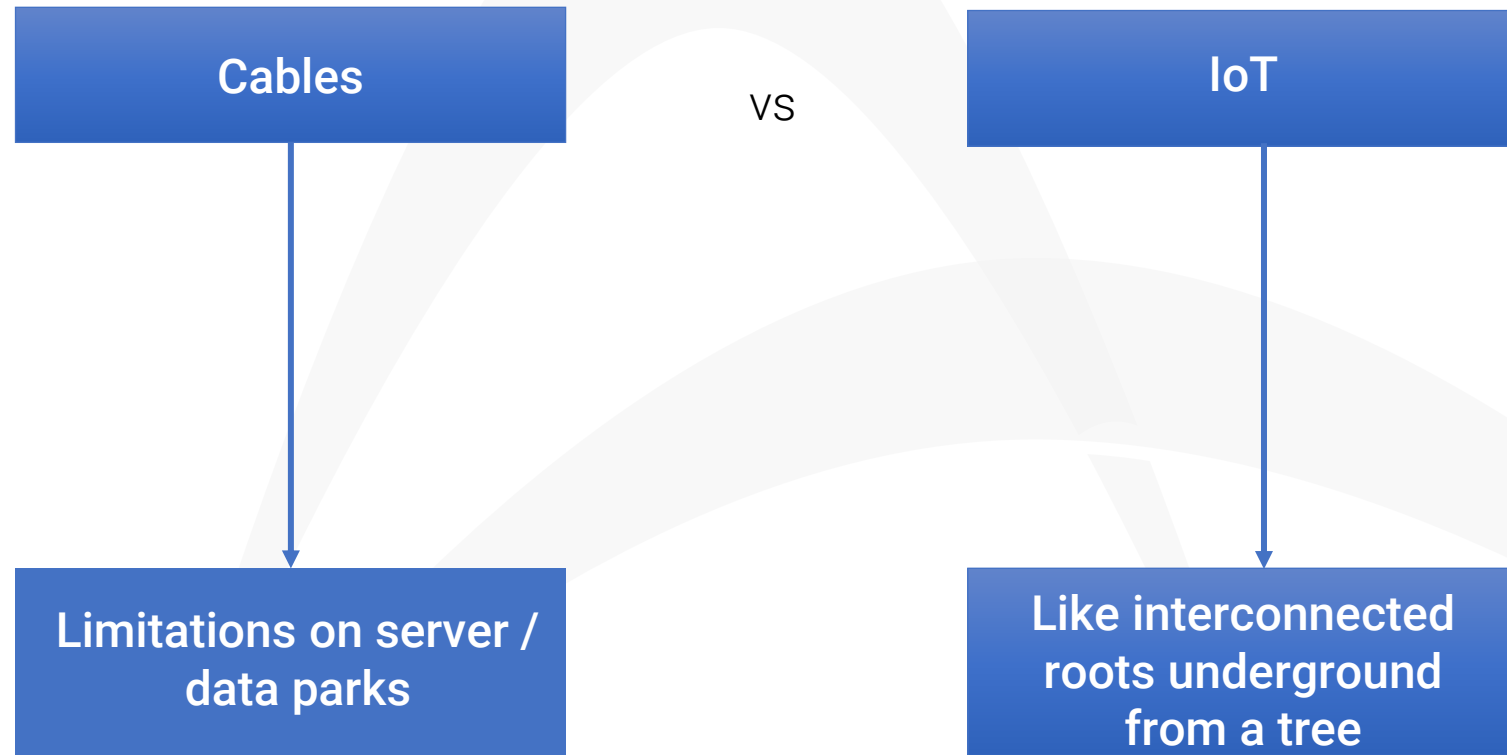 Cables
vs
IoT
Limitations on server /
data parks
Like interconnected
roots underground
from a tree